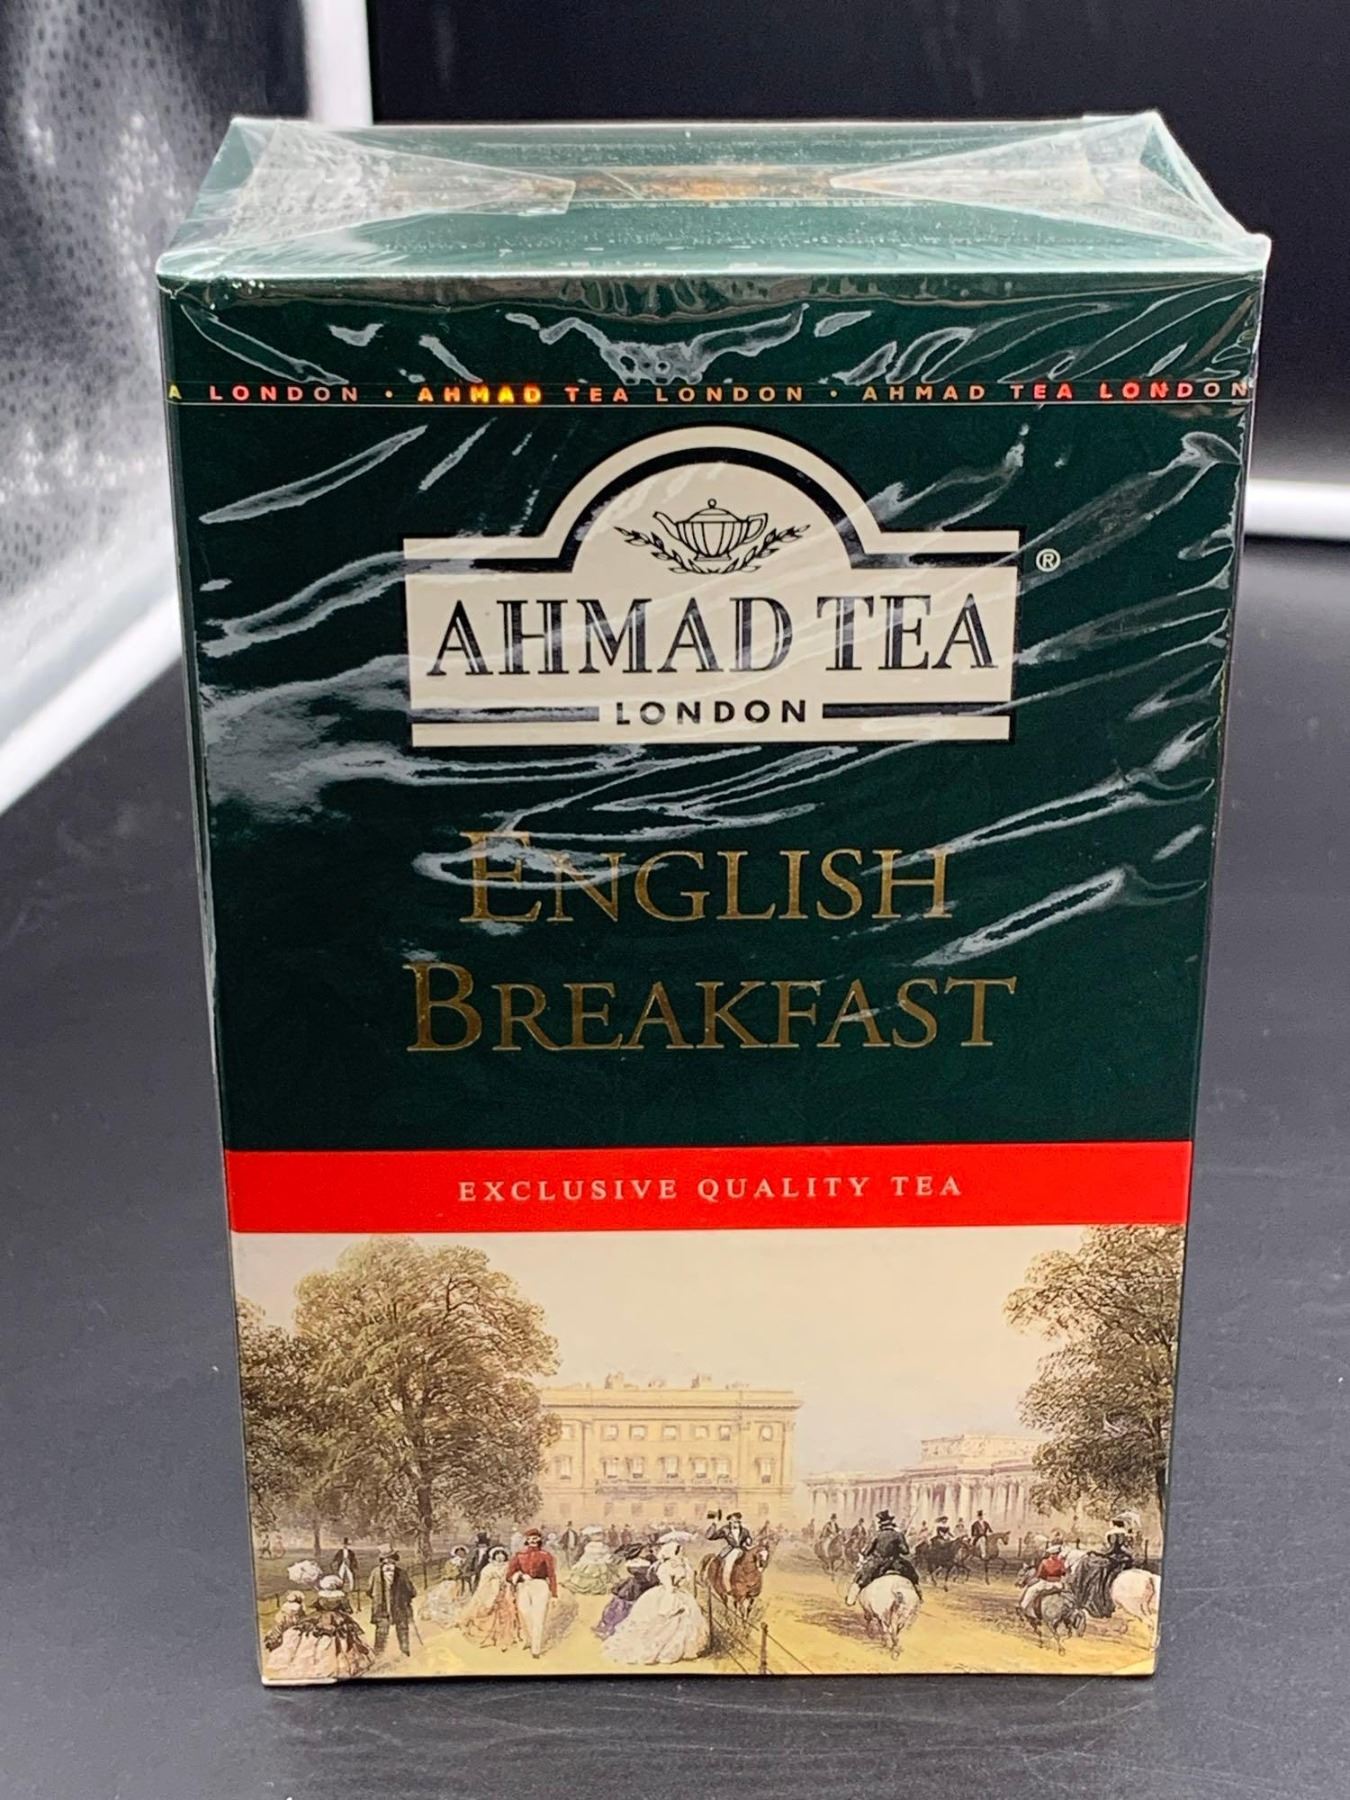 A LONDON • AHMAD TEA LONDON • AHMAD TEA LONDON
AHMAD TEA ®
LONDON
ENGLISH
BREAKFAST
EXCLUSIVE QUALITY TEA